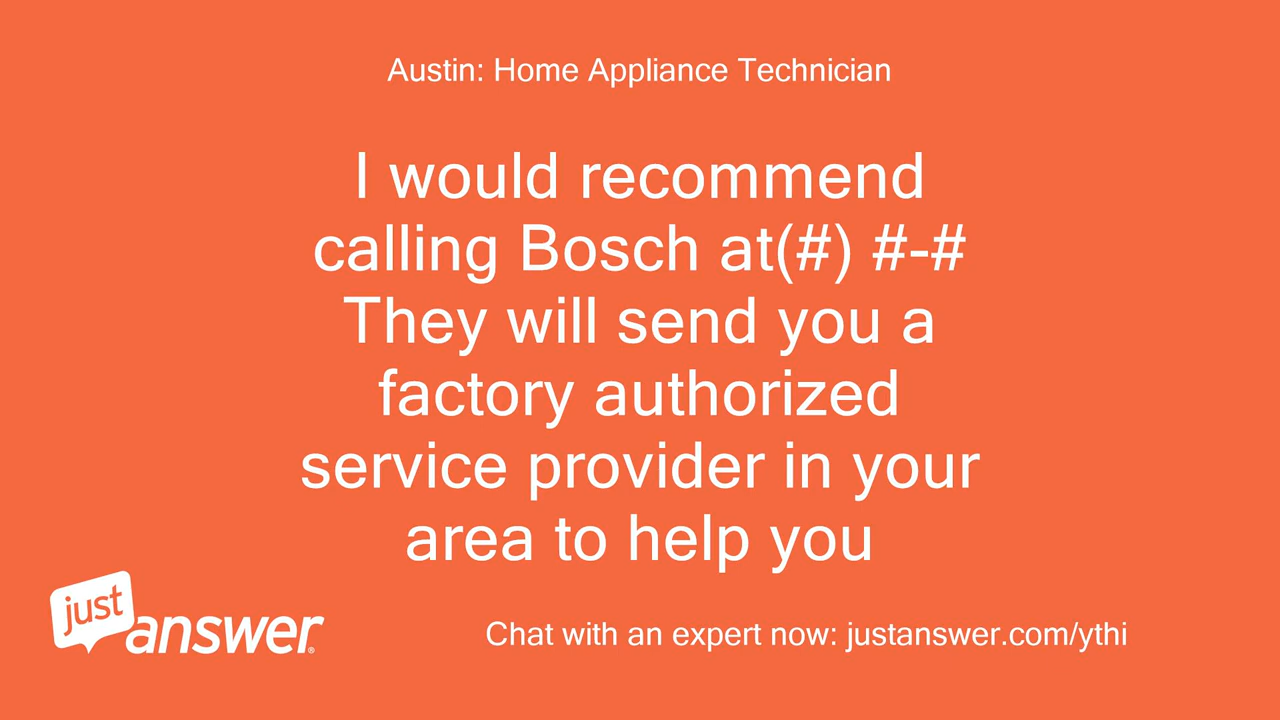 Austin: Home Appliance Technician
I would recommend
calling Bosch at(#) #-#
They will send you a
factory authorized
service provider in your
area to help you
just
answer®
Chat with an expert now: justanswer.com/ythi